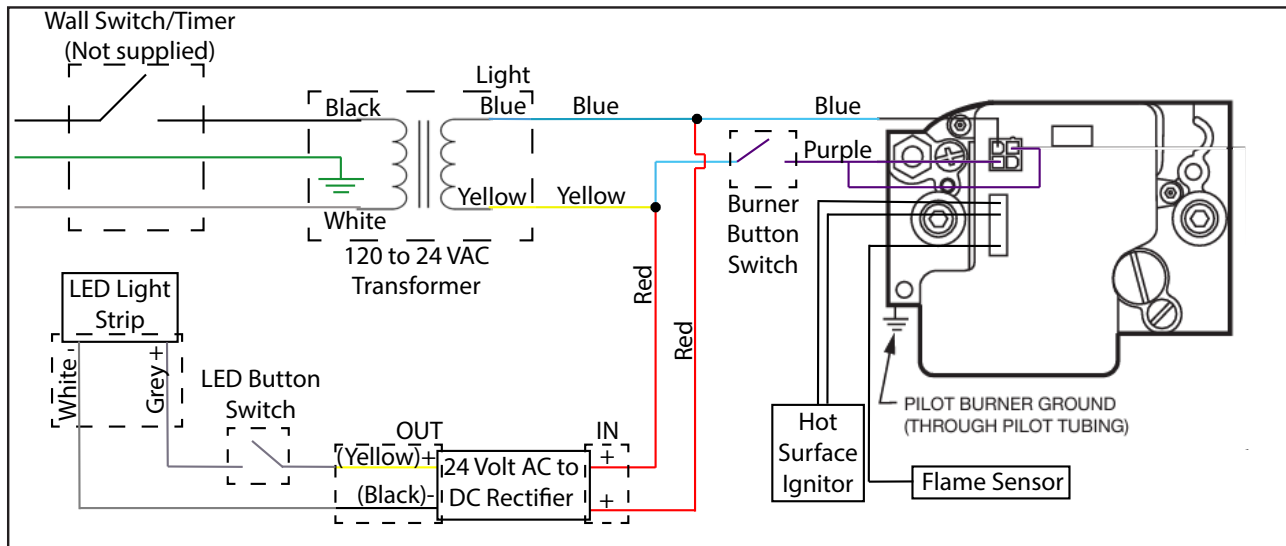 Wall Switch/Timer
(Not supplied)
Light
Black
Blue
Blue
Blue
Purple
White
Yellow
Yellow
120 to 24 VAC
Transformer
Burner
Button
Switch
Red
Red
LED Light
Strip
White -
Grey +
LED Button
Switch
OUT
IN
(Yellow)+
24 Volt AC to
DC Rectifier
+
(Black)-
+
Hot
Surface
Ignitor
PILOT BURNER GROUND
(THROUGH PILOT TUBING)
Flame Sensor